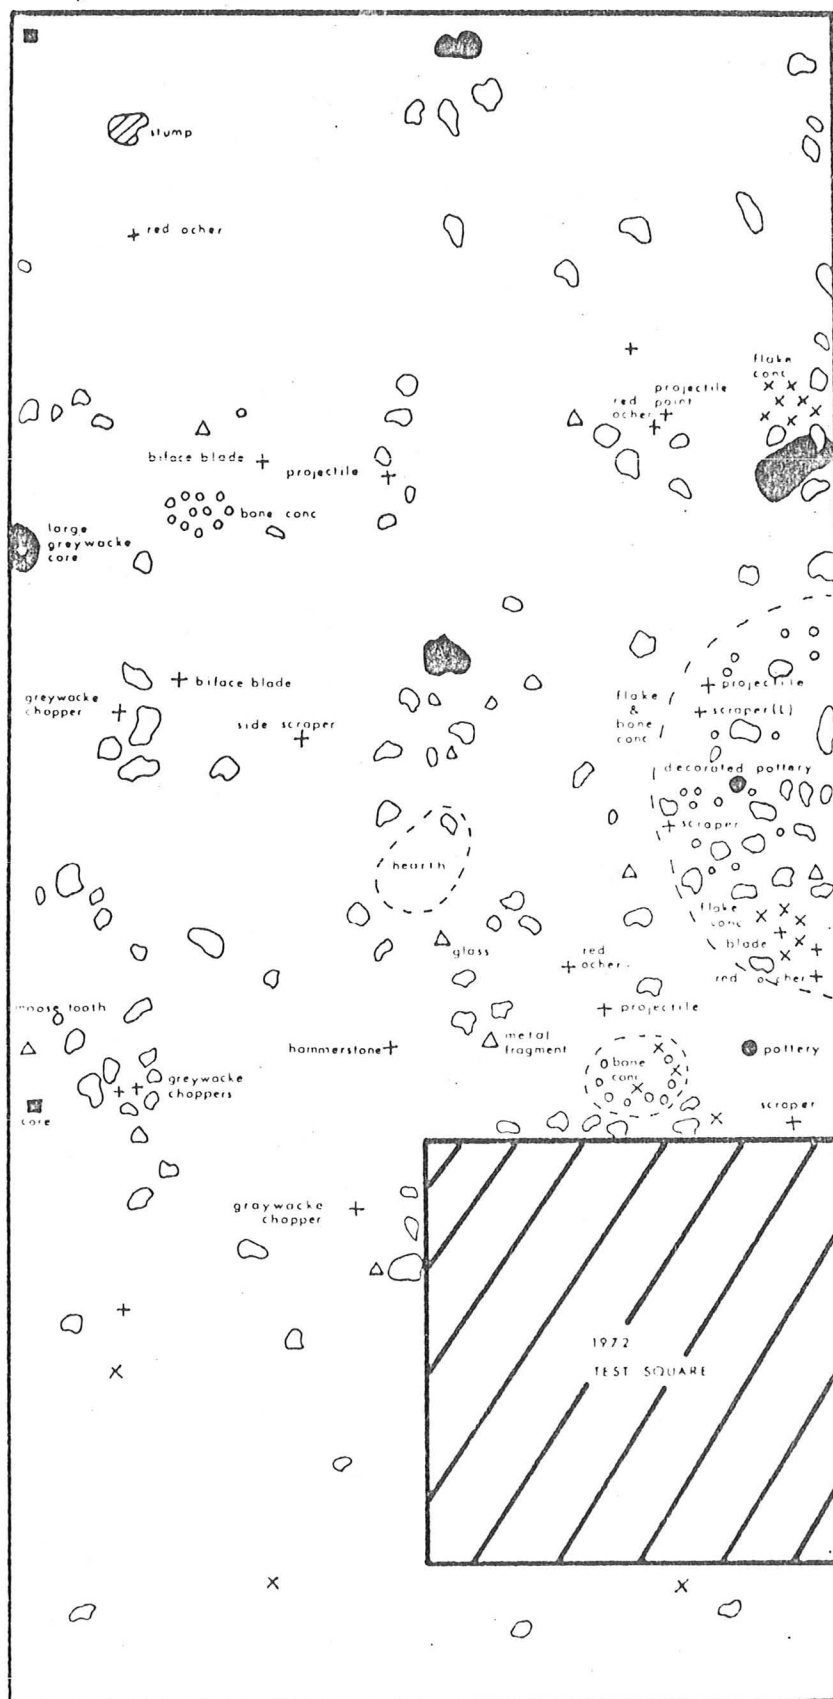 stump
red ocher
flake
conc
projectile
point
red
ocher
biface blade
projectile
bone conc
large
greywacke
core
biface blade
greywacke
chopper
side scraper
projectile
scraper(L)
flake
&
bone
conc
decorated pottery
scraper
hearth
flake
conc
blade
glass
red
ocher
red ocher
moose tooth
projectile
hammerstone
metal
fragment
bone
conc
pottery
greywacke
choppers
core
scraper
graywacke
chopper
1972
TEST SQUARE